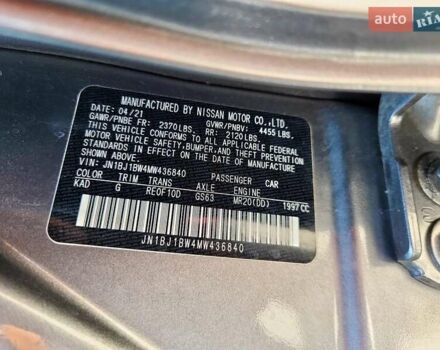 RIA
MANUFACTURED BY NISSAN MOTOR CO.,LTD.
DATE: 04/21 GVWR/PNBV: 4455 LBS.
GAWR/PNBE FR: 2370LBS. RR: 2120LBS.
THIS VEHICLE CONFORMS TO ALL APPLICABLE FEDERAL
MOTOR VEHICLE SAFETY,BUMPER,AND THEFT PREVENTION
STANDARDS IN EFFECT ON THE DATE OF MANUFACTURE
SHOWN ABOVE.
VIN: JN1BJ1BW4MW436840 PASSENGER CAR
COLOR TRIM TRANS AXLE ENGINE
KAD G RE0F10D GS63 MR20(DD) 1997CC
JN1BJ1BW4MW436840